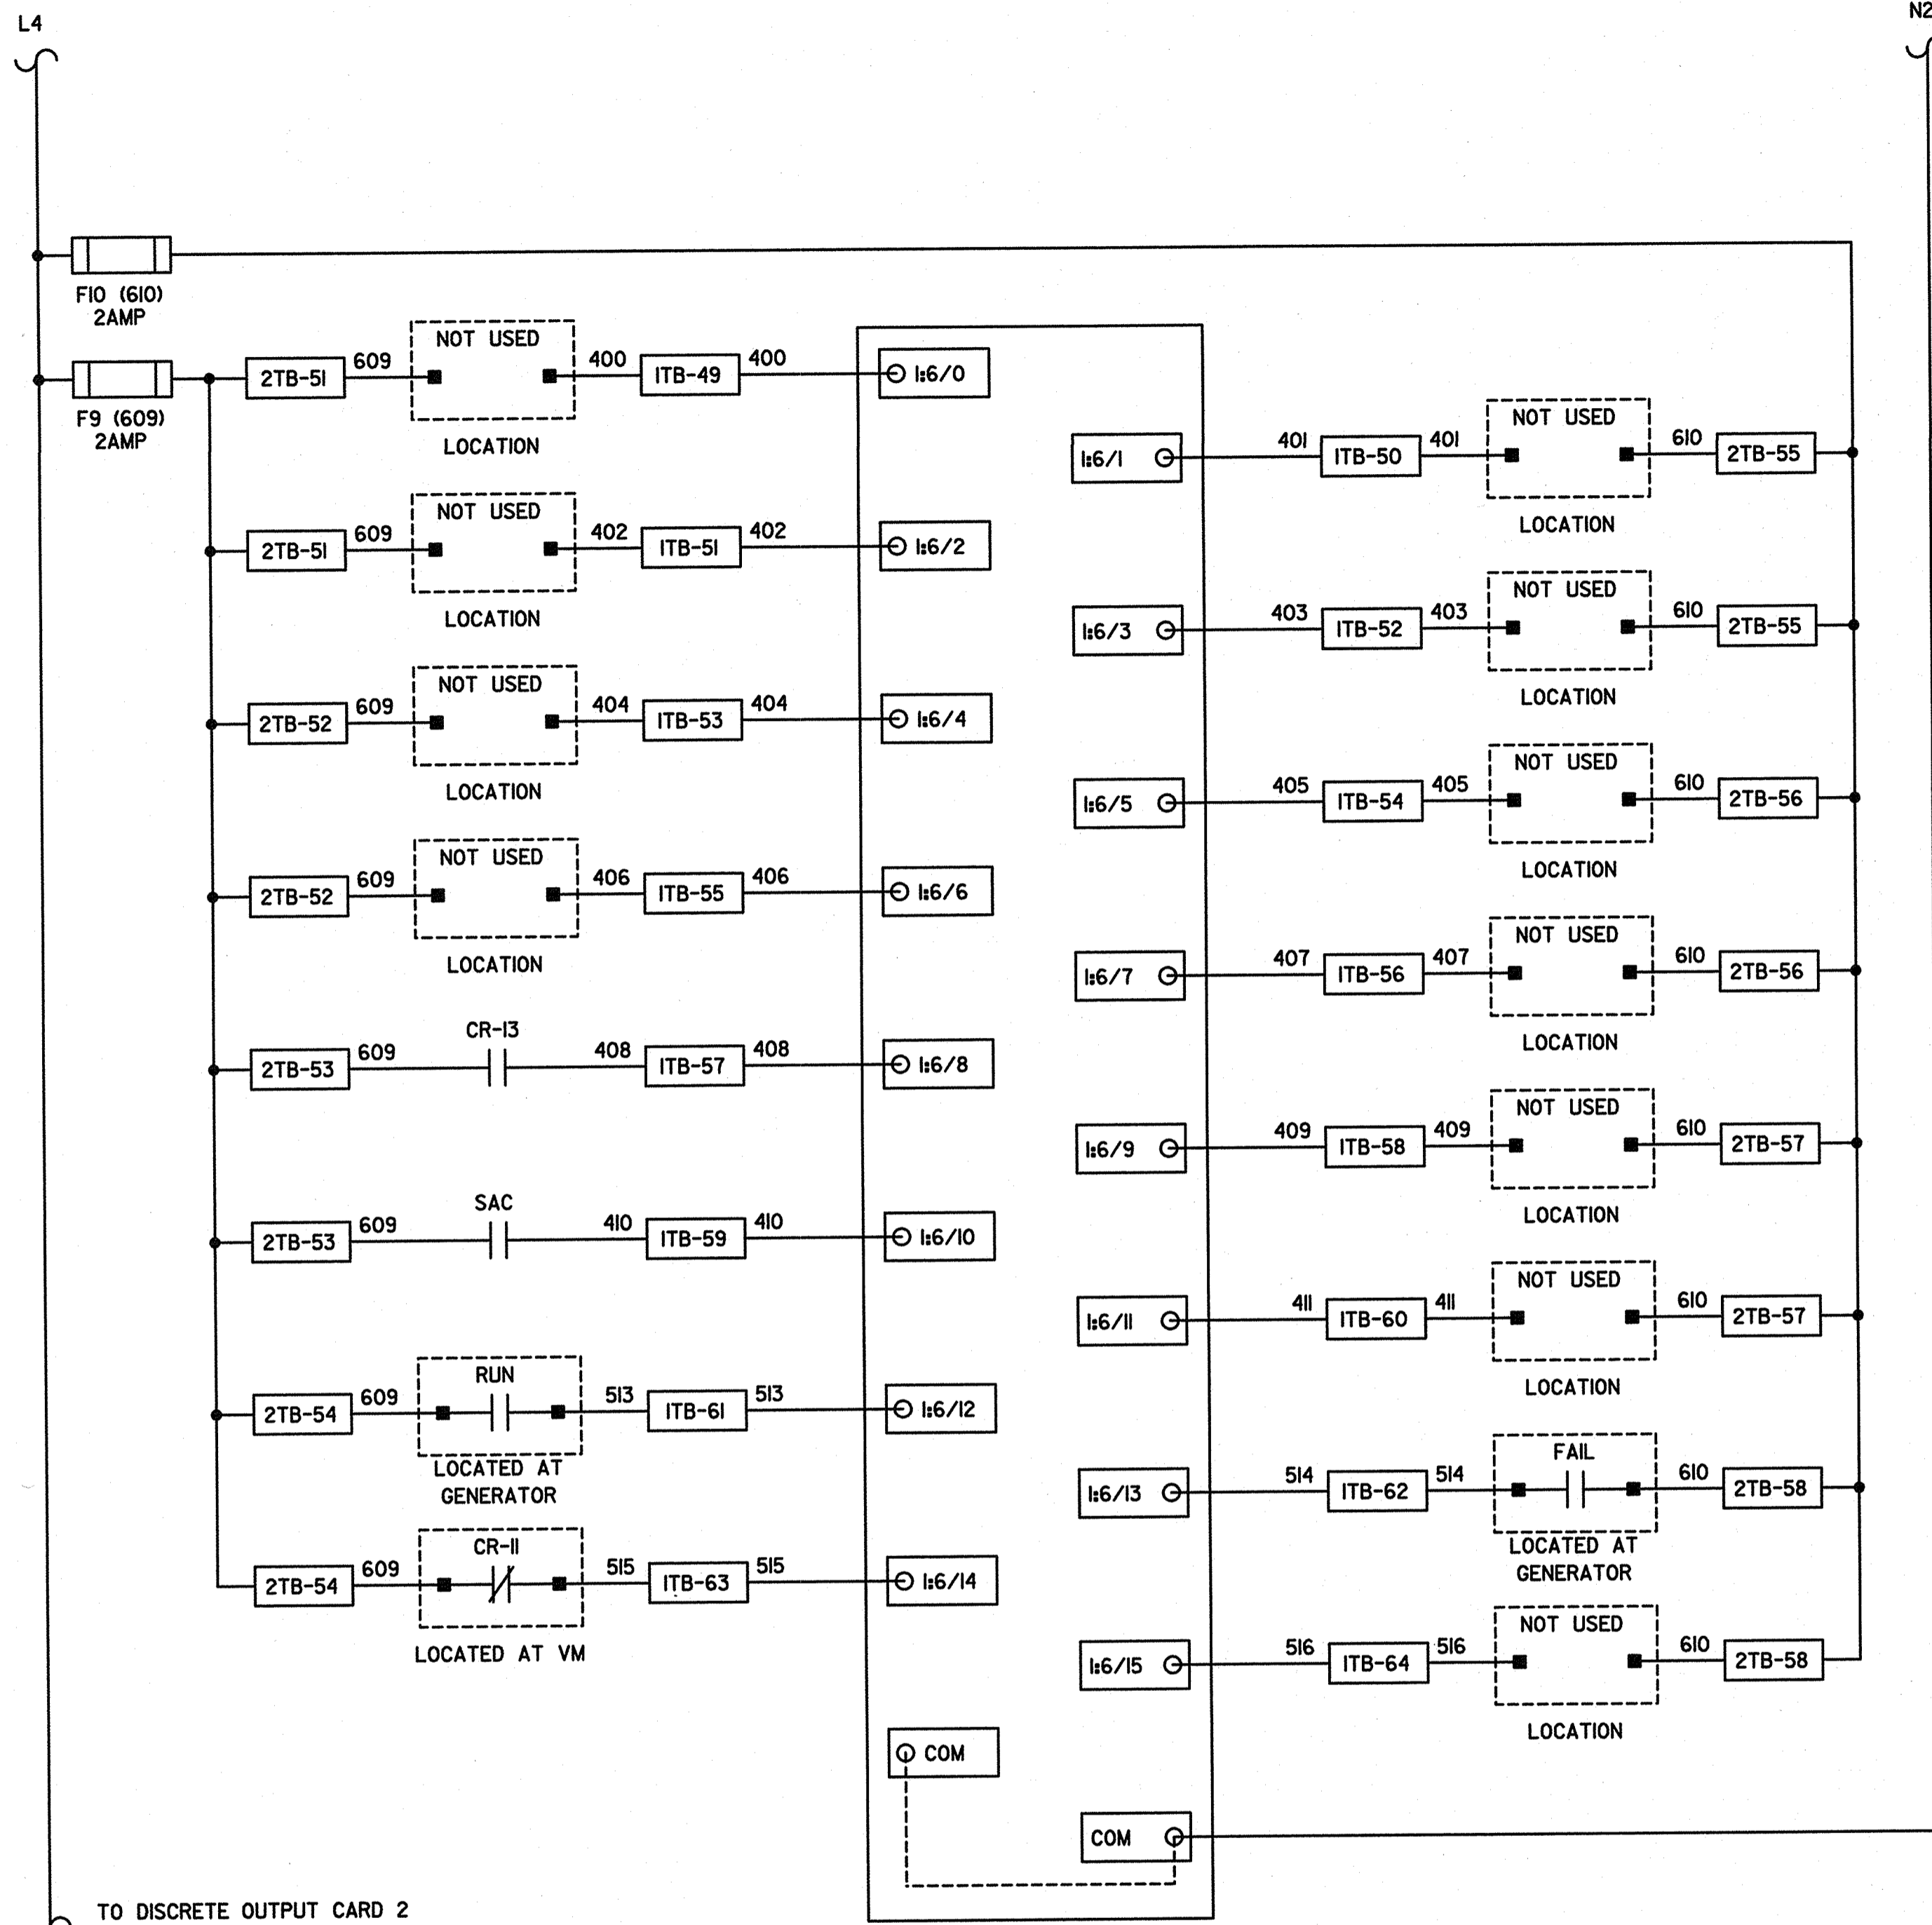 L4
N2
F10 (610)
2AMP
F9 (609)
2AMP
2TB-51
609
NOT USED
LOCATION
400
1TB-49
400
I:6/0
I:6/1
401
1TB-50
401
NOT USED
LOCATION
610
2TB-55
2TB-51
609
NOT USED
LOCATION
402
1TB-51
402
I:6/2
I:6/3
403
1TB-52
403
NOT USED
LOCATION
610
2TB-55
2TB-52
609
NOT USED
LOCATION
404
1TB-53
404
I:6/4
I:6/5
405
1TB-54
405
NOT USED
LOCATION
610
2TB-56
2TB-52
609
NOT USED
LOCATION
406
1TB-55
406
I:6/6
I:6/7
407
1TB-56
407
NOT USED
LOCATION
610
2TB-56
2TB-53
609
CR-13
408
1TB-57
408
I:6/8
I:6/9
409
1TB-58
409
NOT USED
LOCATION
610
2TB-57
2TB-53
609
SAC
410
1TB-59
410
I:6/10
I:6/11
411
1TB-60
411
NOT USED
LOCATION
610
2TB-57
2TB-54
609
RUN
LOCATED AT
GENERATOR
513
1TB-61
513
I:6/12
I:6/13
514
1TB-62
514
FAIL
LOCATED AT
GENERATOR
610
2TB-58
2TB-54
609
CR-11
LOCATED AT VM
515
1TB-63
515
I:6/14
I:6/15
516
1TB-64
516
NOT USED
LOCATION
610
2TB-58
COM
COM
TO DISCRETE OUTPUT CARD 2